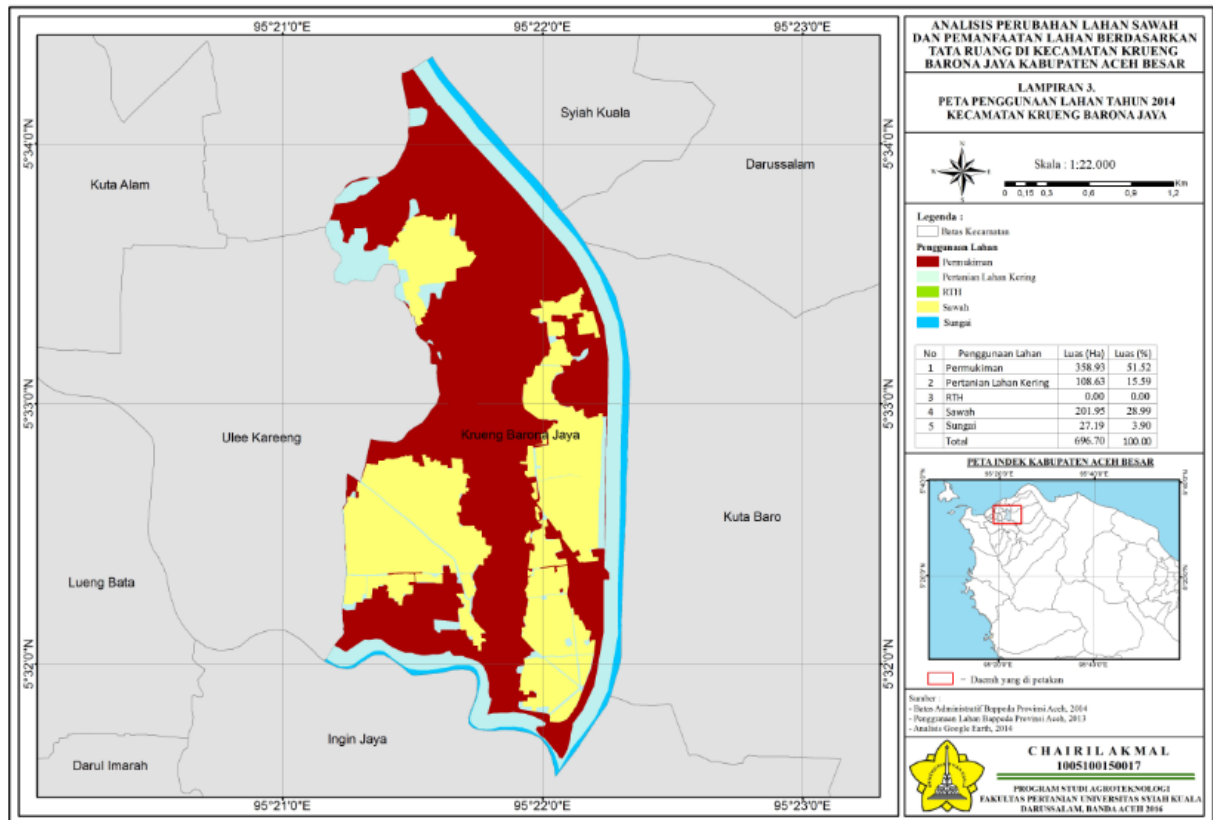 95°21'0"E 95°22'0"E 95°23'0"E
5°34'0"N 5°34'0"N
5°33'0"N 5°33'0"N
5°32'0"N 5°32'0"N
Syiah Kuala
Darussalam
Kuta Alam
Ulee Kareeng
Krueng Barona Jaya
Kuta Baro
Lueng Bata
Ingin Jaya
Darul Imarah
95°21'0"E 95°22'0"E 95°23'0"E
ANALISIS PERUBAHAN LAHAN SAWAH
DAN PEMANFAATAN LAHAN BERDASARKAN
TATA RUANG DI KECAMATAN KRUENG
BARONA JAYA KABUPATEN ACEH BESAR
LAMPIRAN 3.
PETA PENGGUNAAN LAHAN TAHUN 2014
KECAMATAN KRUENG BARONA JAYA
N
W E
S
Skala : 1:22.000
Km
0 0,15 0,3 0,6 0,9 1,2
Legenda :
Batas Kecamatan
Penggunaan Lahan
Permukiman
Pertanian Lahan Kering
RTH
Sawah
Sungai
No Penggunaan Lahan Luas (Ha) Luas (%)
1 Permukiman 358.93 51.52
2 Pertanian Lahan Kering 108.63 15.59
3 RTH 0.00 0.00
4 Sawah 201.95 28.99
5 Sungai 27.19 3.90
Total 696.70 100.00
PETA INDEK KABUPATEN ACEH BESAR
= Daerah yang di petakan
Sumber :
- Batas Administratif Bappeda Provinsi Aceh, 2014
- Penggunaan Lahan Bappeda Provinsi Aceh, 2013
- Analisis Google Earth, 2014
CHAIRIL AKMAL
1005100150017
PROGRAM STUDI AGROTEKNOLOGI
FAKULTAS PERTANIAN UNIVERSITAS SYIAH KUALA
DARUSSALAM, BANDA ACEH 2016